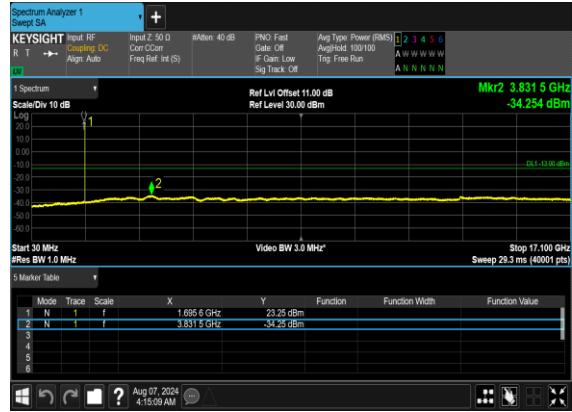 Spectrum Analyzer 1
Swept SA
KEYSIGHT Input: RF Input Z: 50 Ω #Atten: 40 dB PNO: Fast Avg Type: Power (RMS) 1 2 3 4 5 6
R T Coupling: DC Corr CCorr Gate: Off Avg|Hold: 100/100 A W W W W W
Align: Auto Freq Ref: Int (S) IF Gain: Low Trig: Free Run
Sig Track: Off A N N N N N
1 Spectrum
Ref Lvl Offset 11.00 dB Mkr2 3.831 5 GHz
Scale/Div 10 dB Ref Level 30.00 dBm -34.254 dBm
Log
1
20.0
10.0
0.00
-10.0
DL1 -13.00 dBm
-20.0
2
-30.0
-40.0
-50.0
-60.0
Start 30 MHz Video BW 3.0 MHz* Stop 17.100 GHz
#Res BW 1.0 MHz Sweep 29.3 ms (40001 pts)
5 Marker Table
Mode Trace Scale X Y Function Function Width Function Value
1 N 1 f 1.695 6 GHz 23.25 dBm
2 N 1 f 3.831 5 GHz -34.25 dBm
3
4
5
6
? Aug 07, 2024
4:15:09 AM